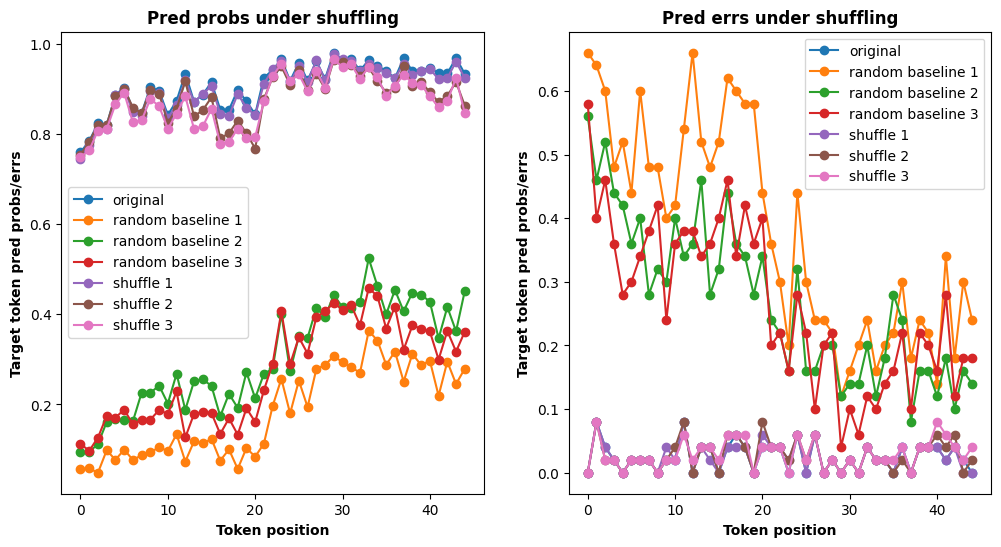 Pred probs under shuffling
Target token pred probs/errs
1.0
0.8
0.6
0.4
0.2
original
random baseline 1
random baseline 2
random baseline 3
shuffle 1
shuffle 2
shuffle 3
0
10
20
30
40
Token position
Pred errs under shuffling
Target token pred probs/errs
0.6
0.5
0.4
0.3
0.2
0.1
0.0
original
random baseline 1
random baseline 2
random baseline 3
shuffle 1
shuffle 2
shuffle 3
0
10
20
30
40
Token position